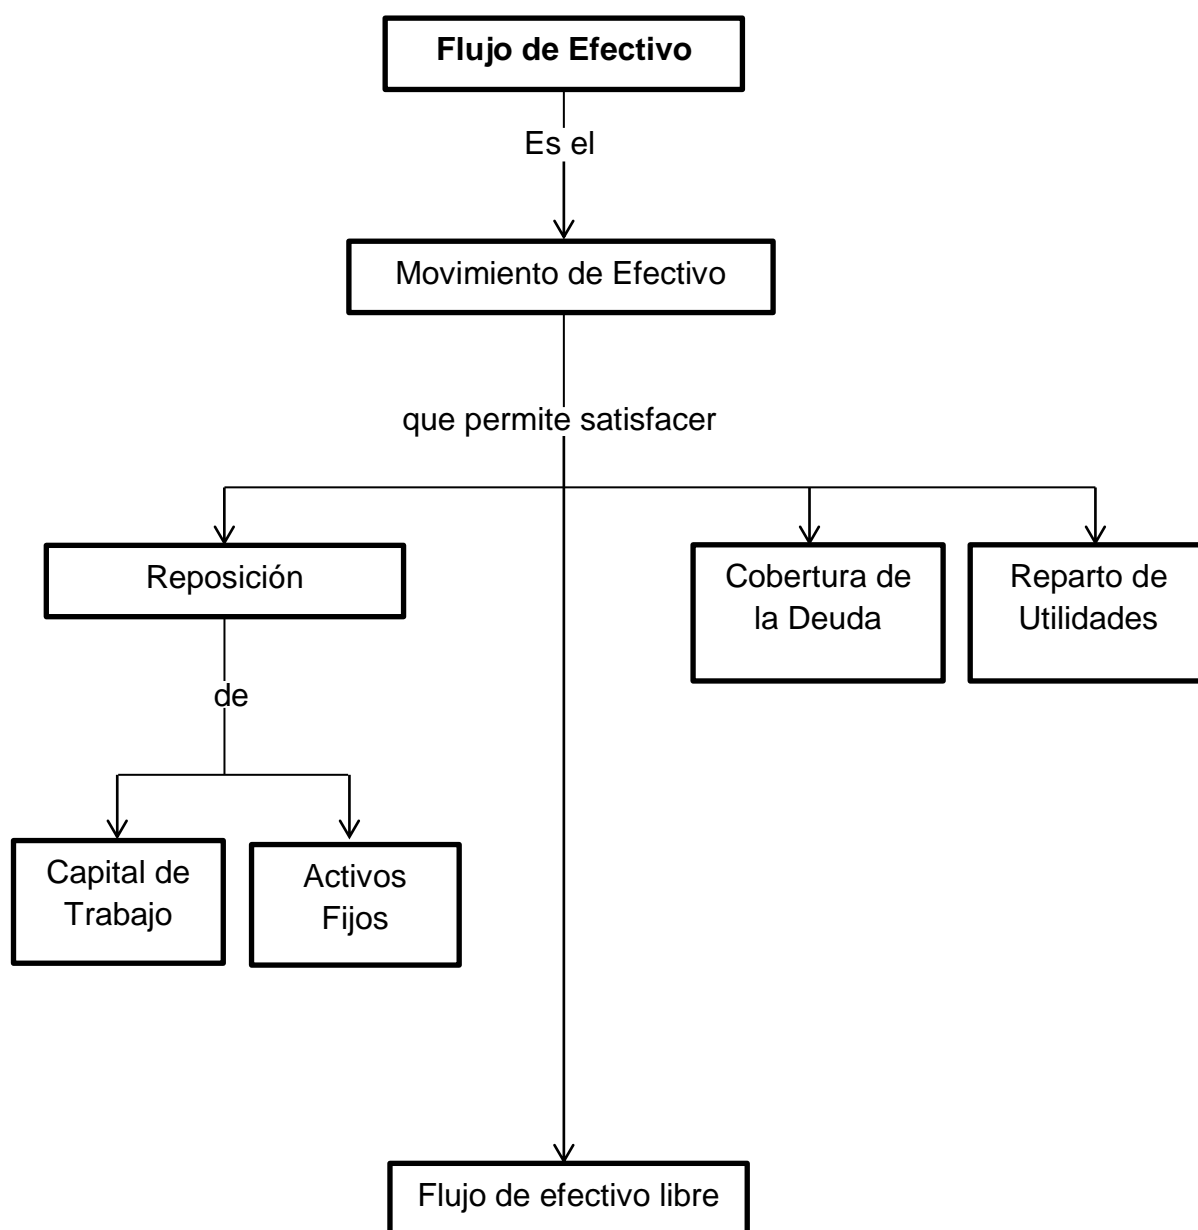 Flujo de Efectivo
Es el
Movimiento de Efectivo
que permite satisfacer
Reposición
Cobertura de
la Deuda
Reparto de
Utilidades
de
Capital de
Trabajo
Activos
Fijos
Flujo de efectivo libre